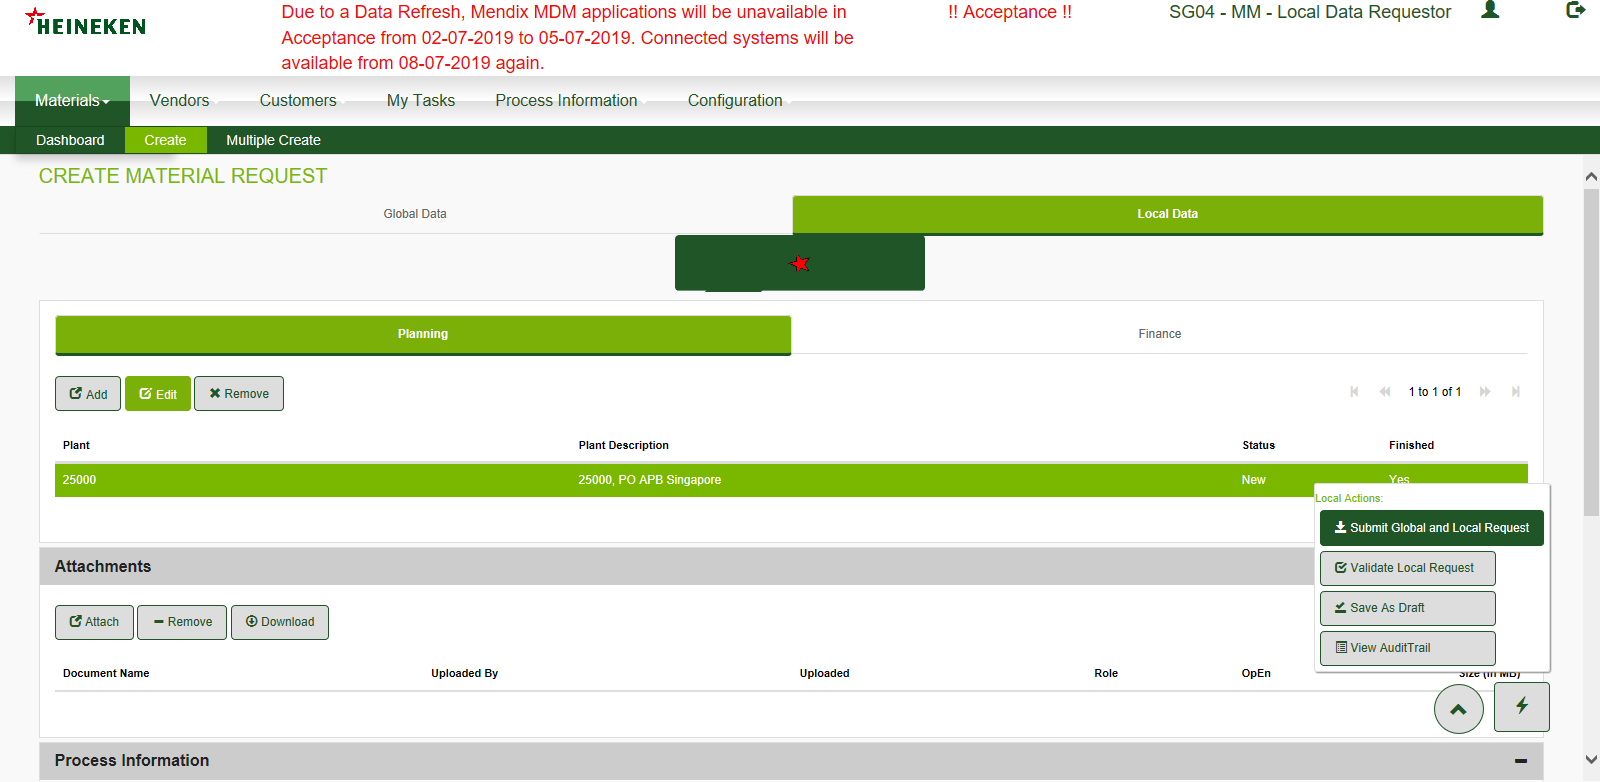 HEINEKEN
Due to a Data Refresh, Mendix MDM applications will be unavailable in
Acceptance from 02-07-2019 to 05-07-2019. Connected systems will be
available from 08-07-2019 again.
!! Acceptance !!
SG04 - MM - Local Data Requestor
Materials
Vendors
Customers
My Tasks
Process Information
Configuration
Dashboard
Create
Multiple Create
CREATE MATERIAL REQUEST
Global Data
Local Data
Planning
Finance
Add
Edit
Remove
1 to 1 of 1
Plant
Plant Description
Status
Finished
25000
25000, PO APB Singapore
New
Yes
Local Actions:
Submit Global and Local Request
Validate Local Request
Save As Draft
View AuditTrail
Attachments
Attach
Remove
Download
Document Name
Uploaded By
Uploaded
Role
OpEn
Size (in MB)
Process Information